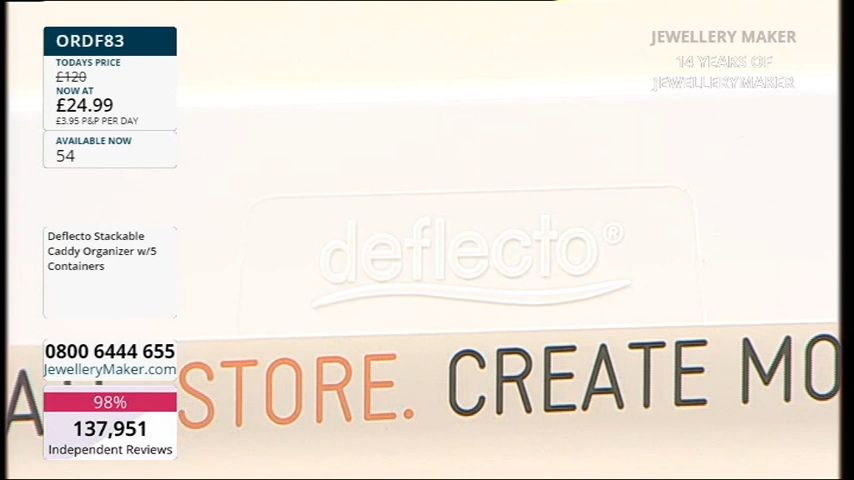 ORDF83
TODAYS PRICE
£120
NOW AT
£24.99
£3.95 P&P PER DAY
AVAILABLE NOW
54
Deflecto Stackable
Caddy Organizer w/5
Containers
0800 6444 655
JewelleryMaker.com
98%
137,951
Independent Reviews
JEWELLERY MAKER
14 YEARS OF
JEWELLERYMAKER
deflecto®
STORE. CREATE MO